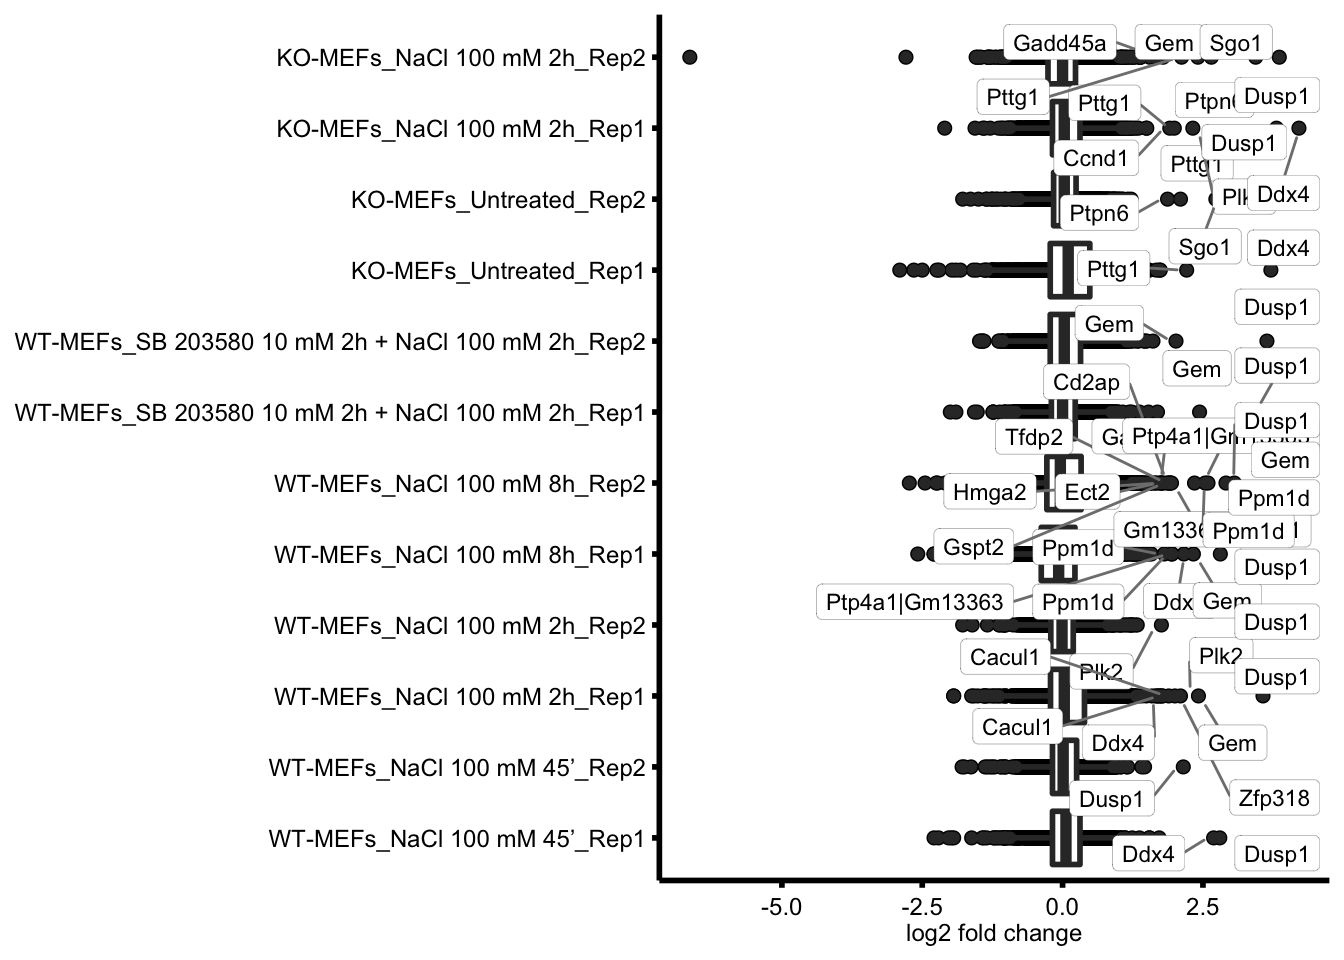 KO-MEFs_NaCl 100 mM 2h_Rep2
Gadd45a
Gem
Sgo1
Pttg1
Pttg1
Dusp1
KO-MEFs_NaCl 100 mM 2h_Rep1
Dusp1
Ccnd1
Pttg1
KO-MEFs_Untreated_Rep2
Ddx4
Ptpn6
Sgo1
Ddx4
KO-MEFs_Untreated_Rep1
Pttg1
Dusp1
WT-MEFs_SB 203580 10 mM 2h + NaCl 100 mM 2h_Rep2
Gem
Gem
Dusp1
Cd2ap
WT-MEFs_SB 203580 10 mM 2h + NaCl 100 mM 2h_Rep1
Dusp1
Tfdp2
Ptp4a1|Gm13363
Gem
WT-MEFs_NaCl 100 mM 8h_Rep2
Hmga2
Ect2
Ppm1d
Ppm1d
WT-MEFs_NaCl 100 mM 8h_Rep1
Gspt2
Ppm1d
Dusp1
Ptp4a1|Gm13363
Ppm1d
Gem
WT-MEFs_NaCl 100 mM 2h_Rep2
Dusp1
Cacul1
Plk2
Plk2
Dusp1
WT-MEFs_NaCl 100 mM 2h_Rep1
Cacul1
Ddx4
Gem
WT-MEFs_NaCl 100 mM 45’_Rep2
Dusp1
Zfp318
WT-MEFs_NaCl 100 mM 45’_Rep1
Ddx4
Dusp1
-5.0
-2.5
0.0
2.5
log2 fold change